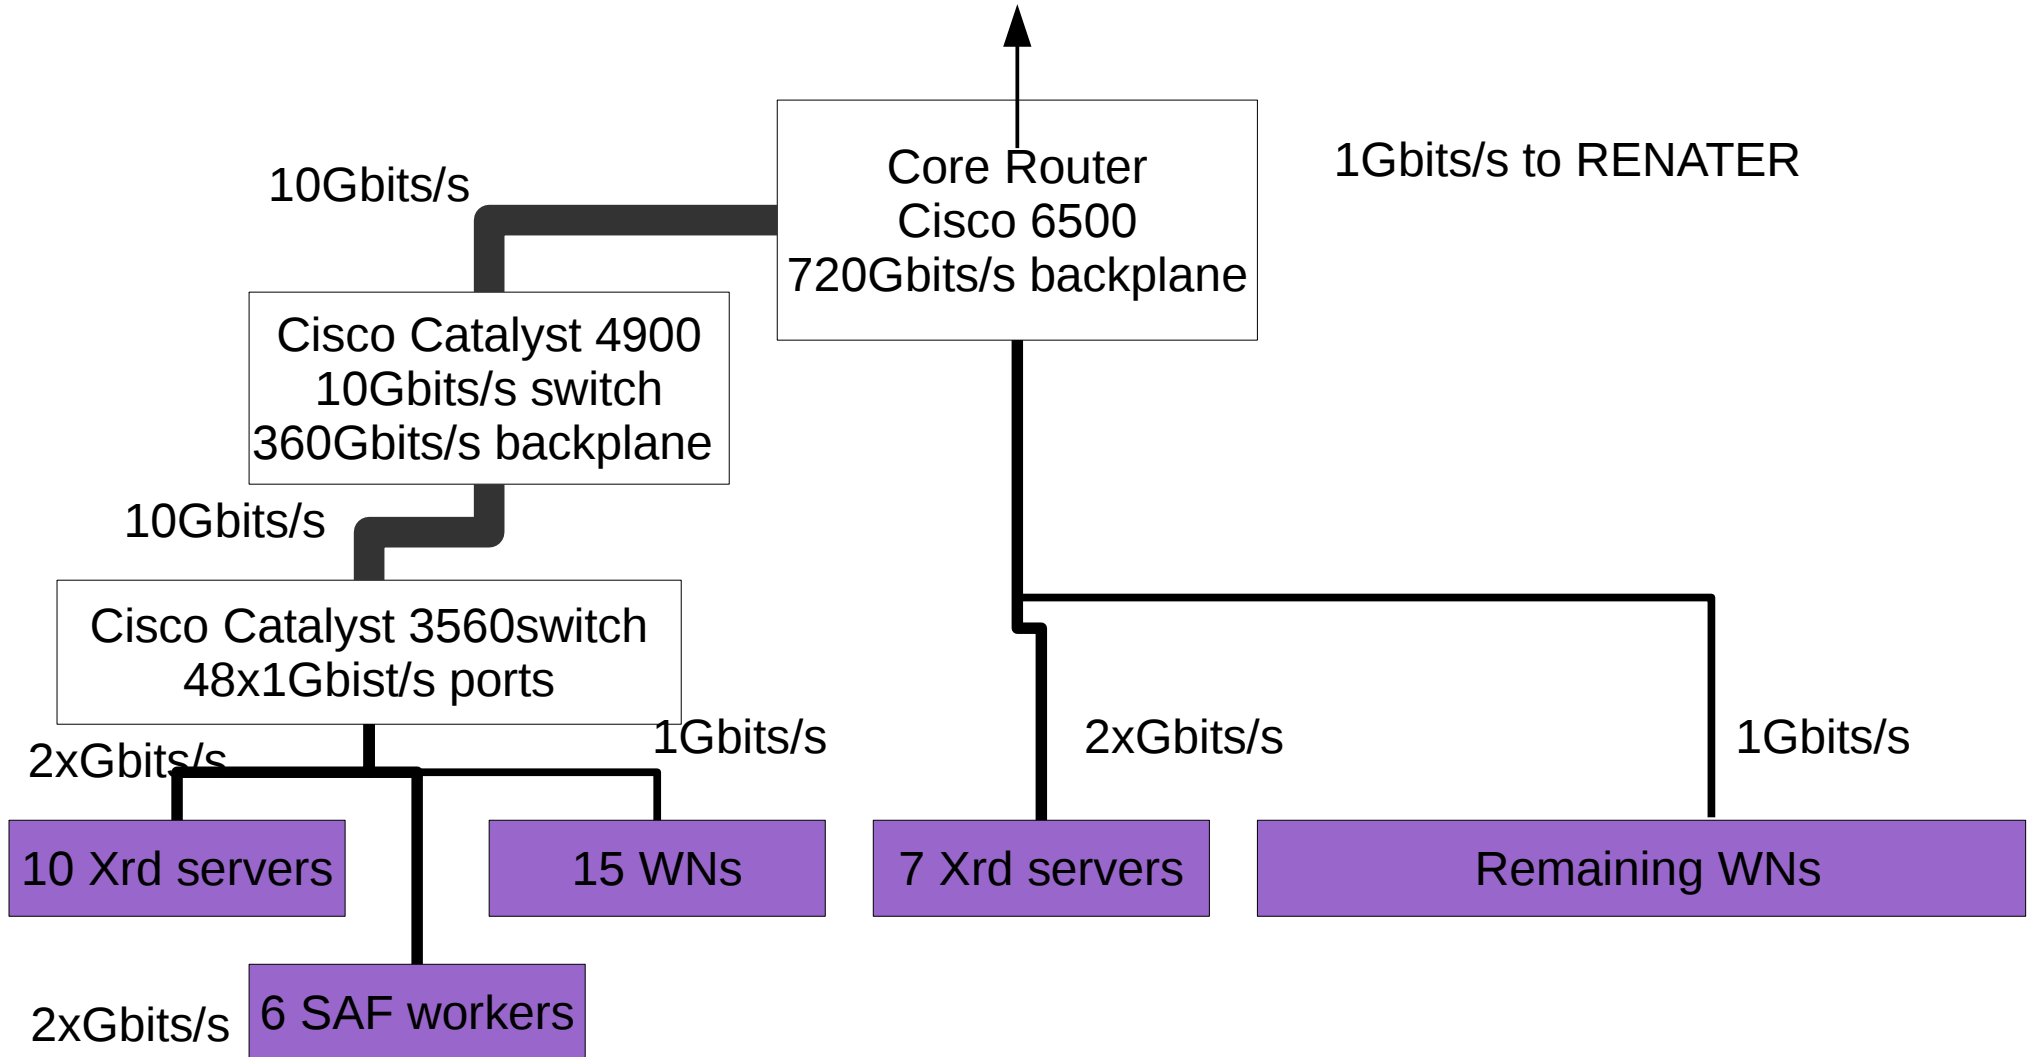 1Gbits/s to RENATER
Core Router
Cisco 6500
720Gbits/s backplane
10Gbits/s
Cisco Catalyst 4900
10Gbits/s switch
360Gbits/s backplane
10Gbits/s
Cisco Catalyst 3560switch
48x1Gbist/s ports
2xGbits/s
1Gbits/s
2xGbits/s
1Gbits/s
10 Xrd servers
15 WNs
7 Xrd servers
Remaining WNs
2xGbits/s
6 SAF workers